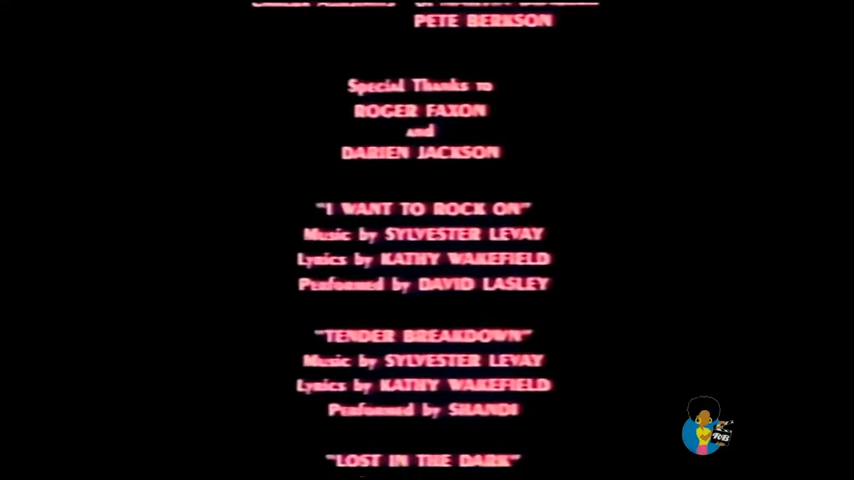 PETE BERKSON
Special Thanks to
ROGER FAXON
and
DARIEN JACKSON
"I WANT TO ROCK ON"
Music by SYLVESTER LEVAY
Lyrics by KATHY WAKEFIELD
Performed by DAVID LASLEY
"TENDER BREAKDOWN"
Music by SYLVESTER LEVAY
Lyrics by KATHY WAKEFIELD
Performed by SHANDI
"LOST IN THE DARK"